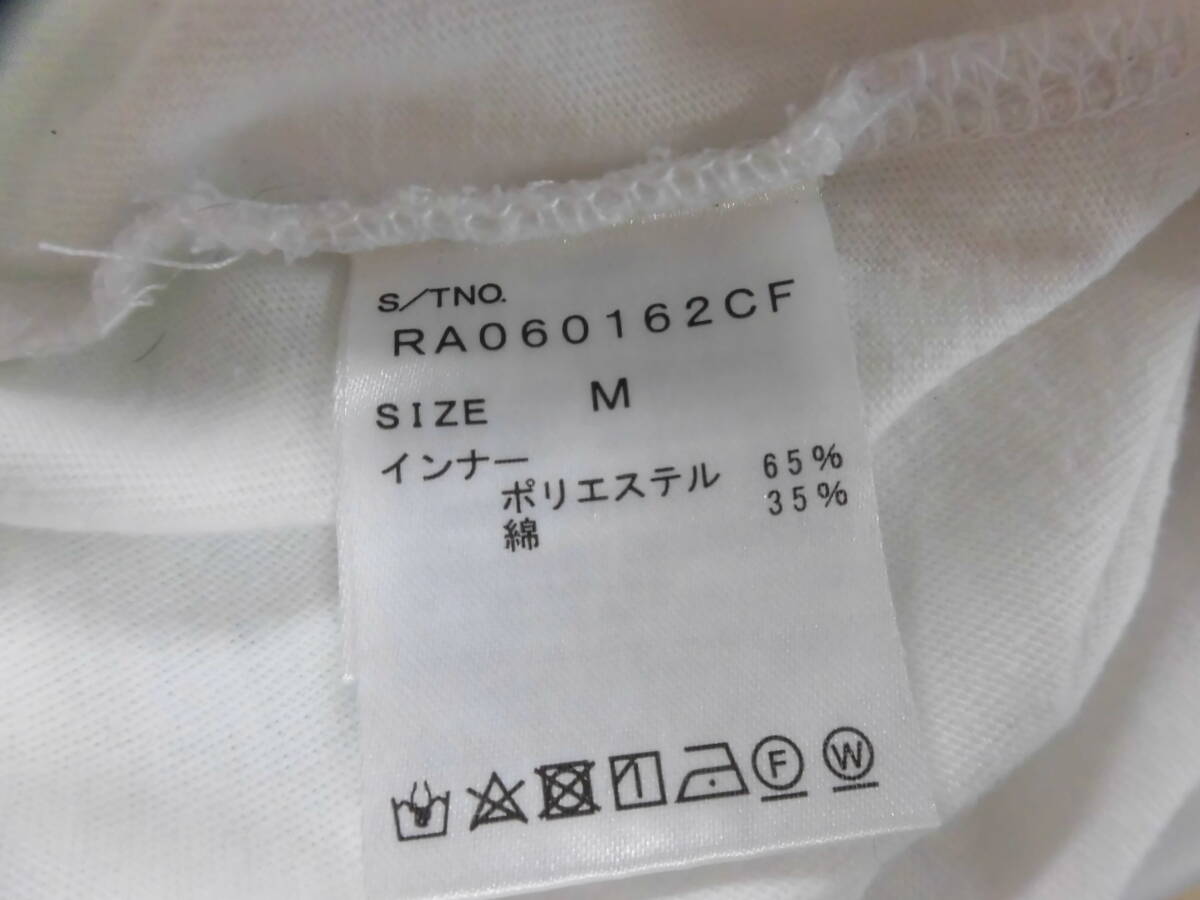 S/TNO.
RA060162CF
SIZE M
インナー
ポリエステル 65%
綿 35%
F W